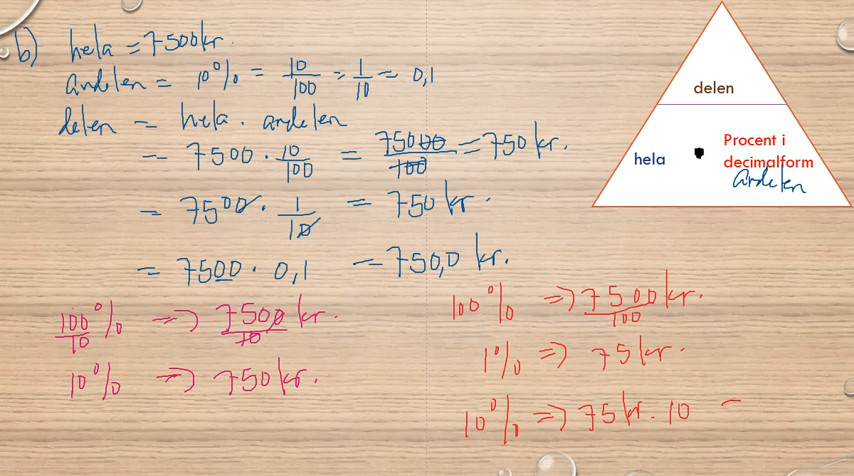 b) hela = 7500 kr.
andelen = 10% = 10/100 = 1/10 = 0,1
delen = hela · andelen
= 7500 · 10/100 = 75000/100 = 750 kr.
= 7500 · 1/10 = 750 kr.
= 7500 · 0,1 = 750,0 kr.
100/10 % => 7500/10 kr.
10% => 750 kr.
100% => 7500/100 kr.
1% => 75 kr.
10% => 75 kr. 10 =
delen
hela · Procent i
decimalform
andelen